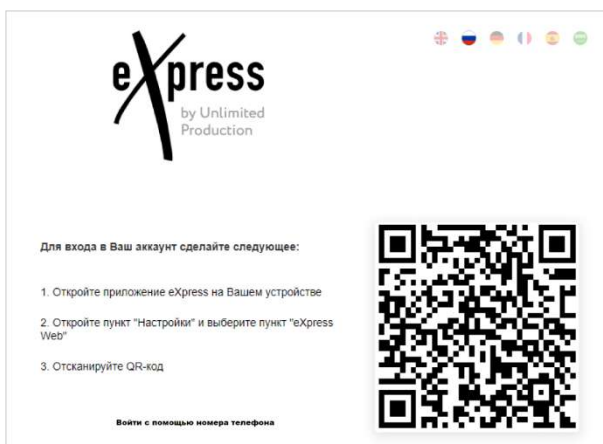 eXpress
by Unlimited
Production
Для входа в Ваш аккаунт сделайте следующее:
1. Откройте приложение eXpress на Вашем устройстве
2. Откройте пункт "Настройки" и выберите пункт "eXpress
Web"
3. Отсканируйте QR-код
Войти с помощью номера телефона